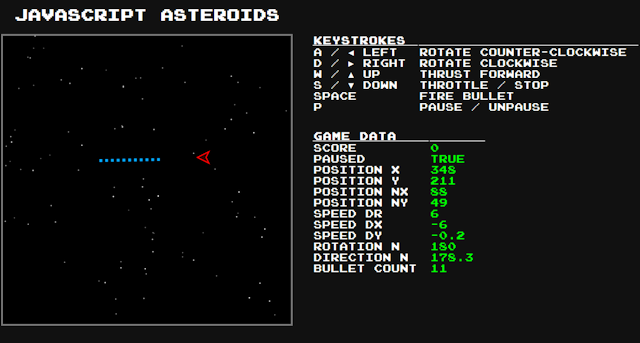 JAVASCRIPT ASTEROIDS
KEYSTROKES
A / ◂ LEFT ROTATE COUNTER-CLOCKWISE
D / ▸ RIGHT ROTATE CLOCKWISE
W / ▴ UP THRUST FORWARD
S / ▾ DOWN THROTTLE / STOP
SPACE FIRE BULLET
P PAUSE / UNPAUSE
GAME DATA
SCORE 0
PAUSED TRUE
POSITION X 348
POSITION Y 211
POSITION NX 88
POSITION NY 49
SPEED DR 6
SPEED DX -6
SPEED DY -0.2
ROTATION N 180
DIRECTION N 178.3
BULLET COUNT 11